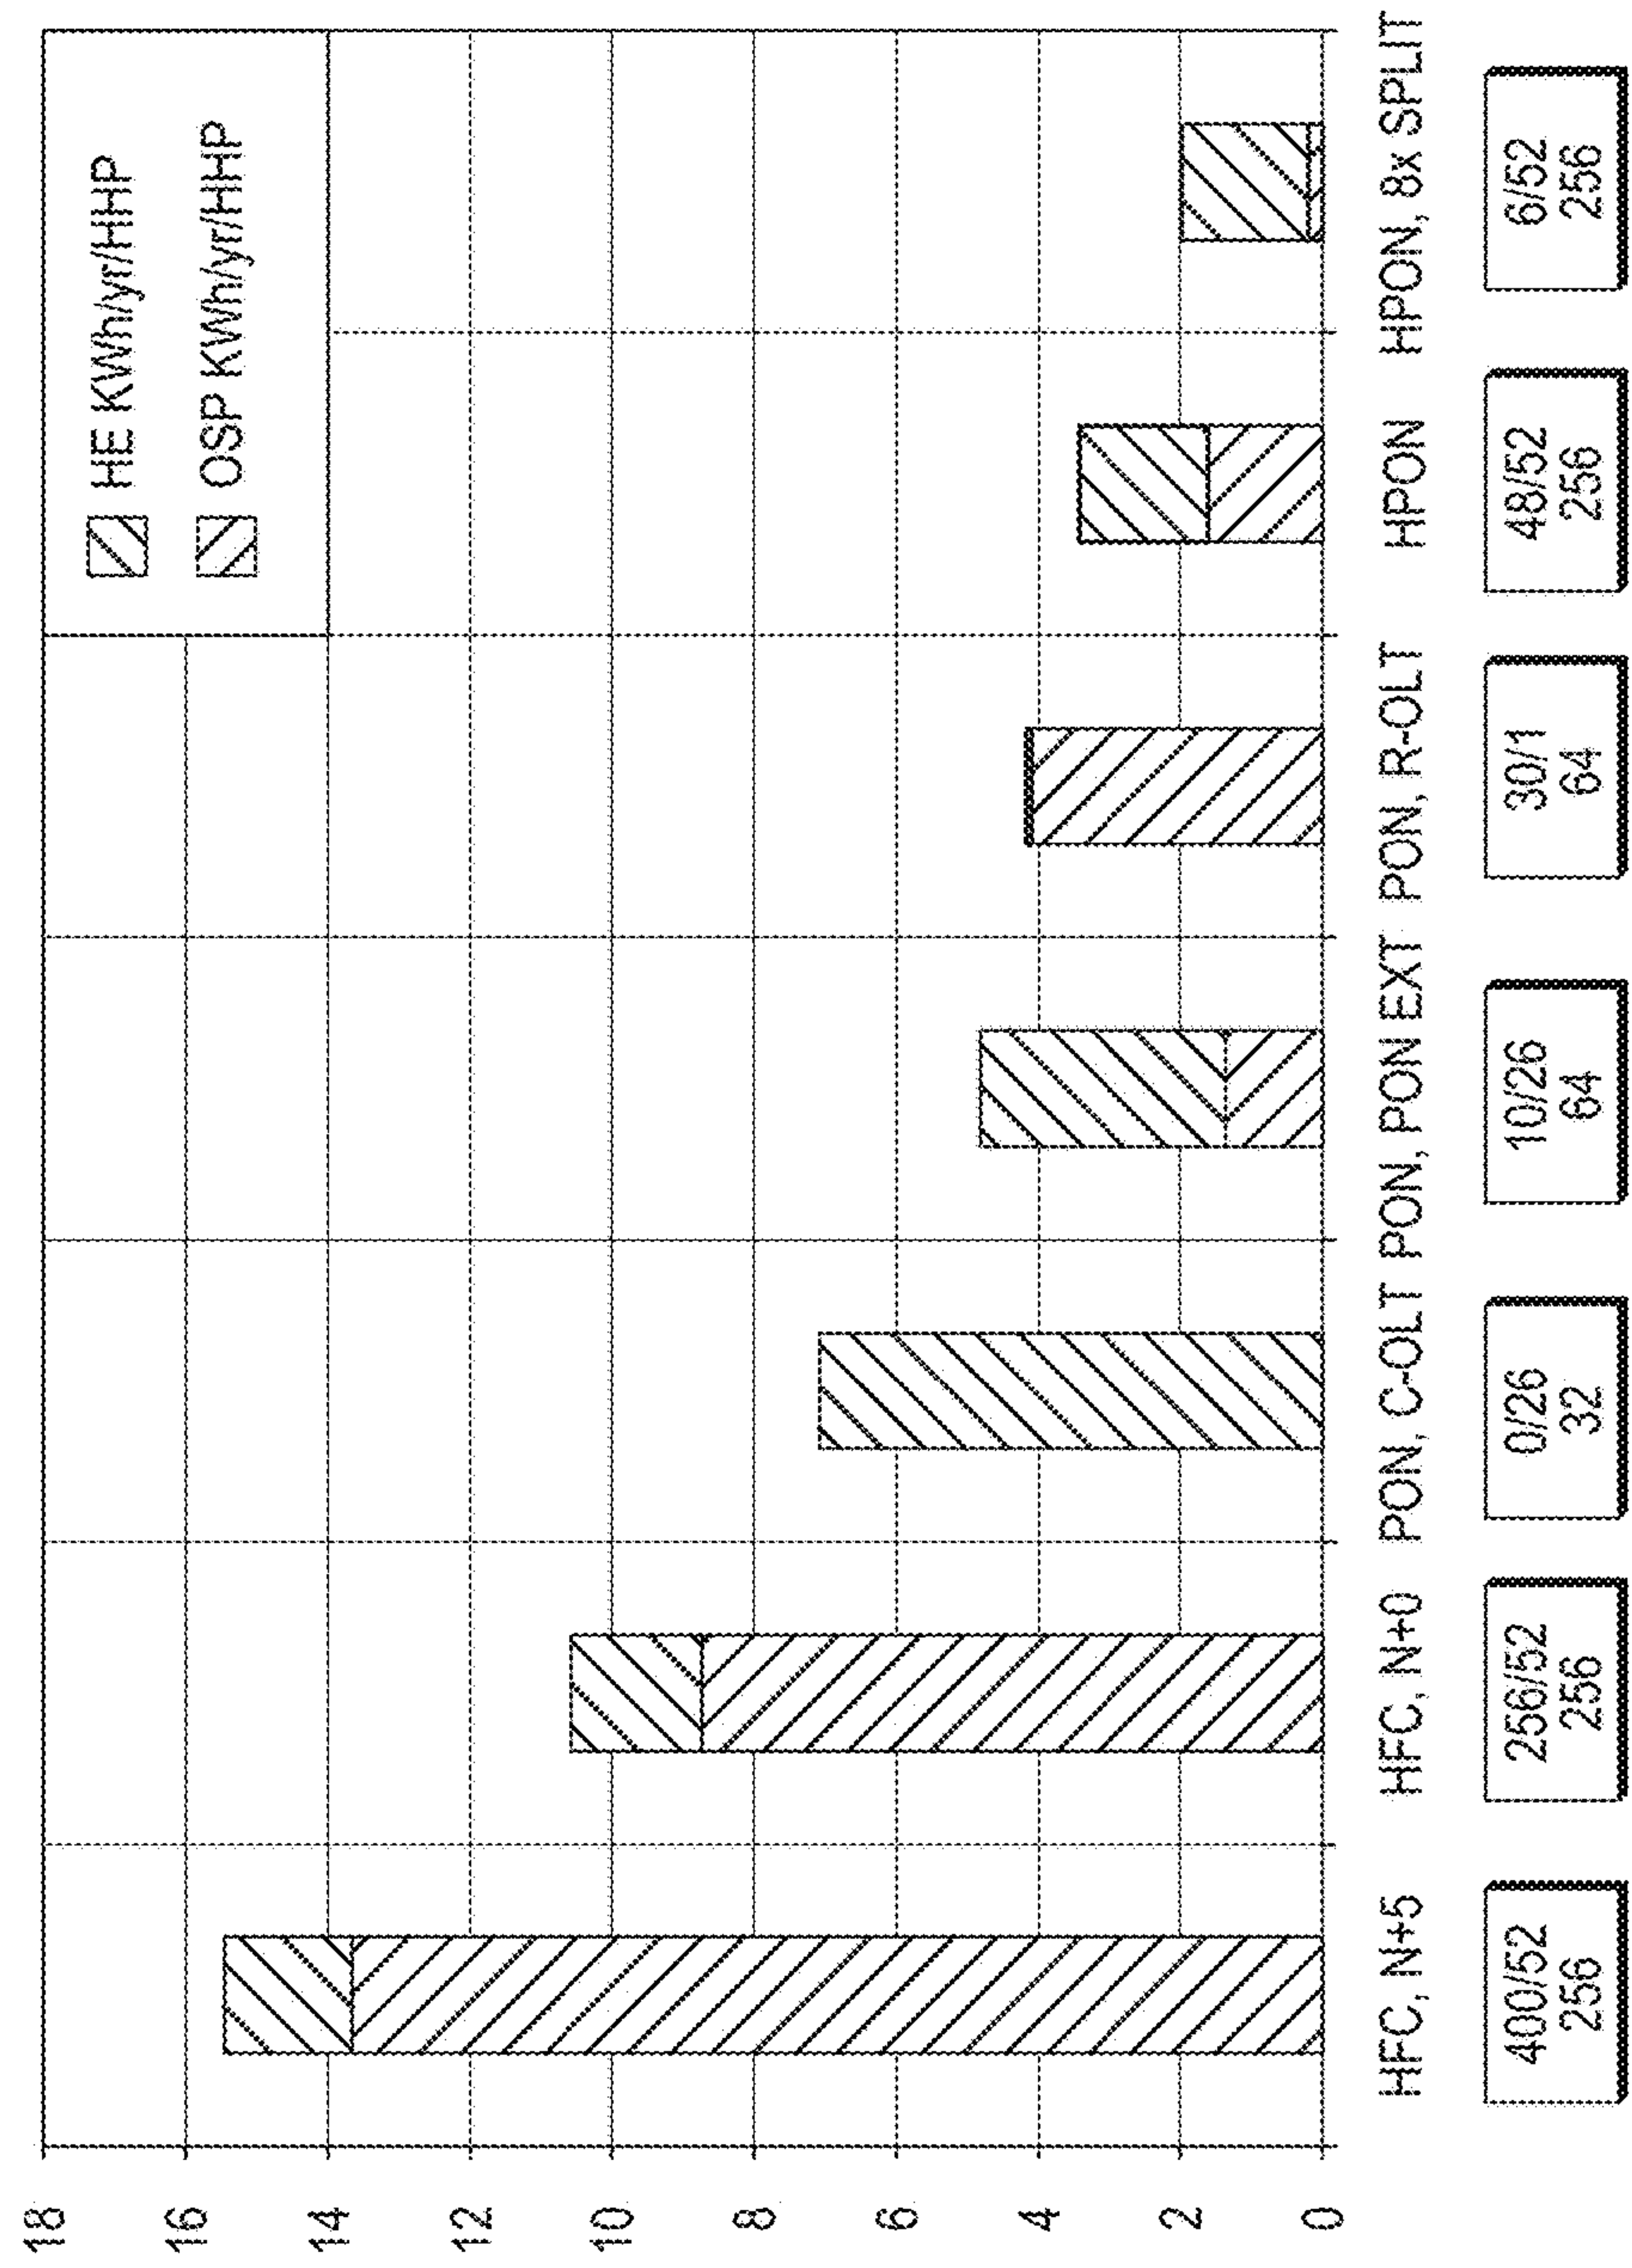 18
16
14
12
10
8
6
4
2
0
HE KWh/yr/HHP
OSP KWh/yr/HHP
HFC, N+5
HFC, N+0
PON, C-OLT
PON, PON EXT
PON, R-OLT
HPON
HPON, 8x SPLIT
400/52
256
256/52
256
0/26
32
10/26
64
30/1
64
48/52
256
6/52
256